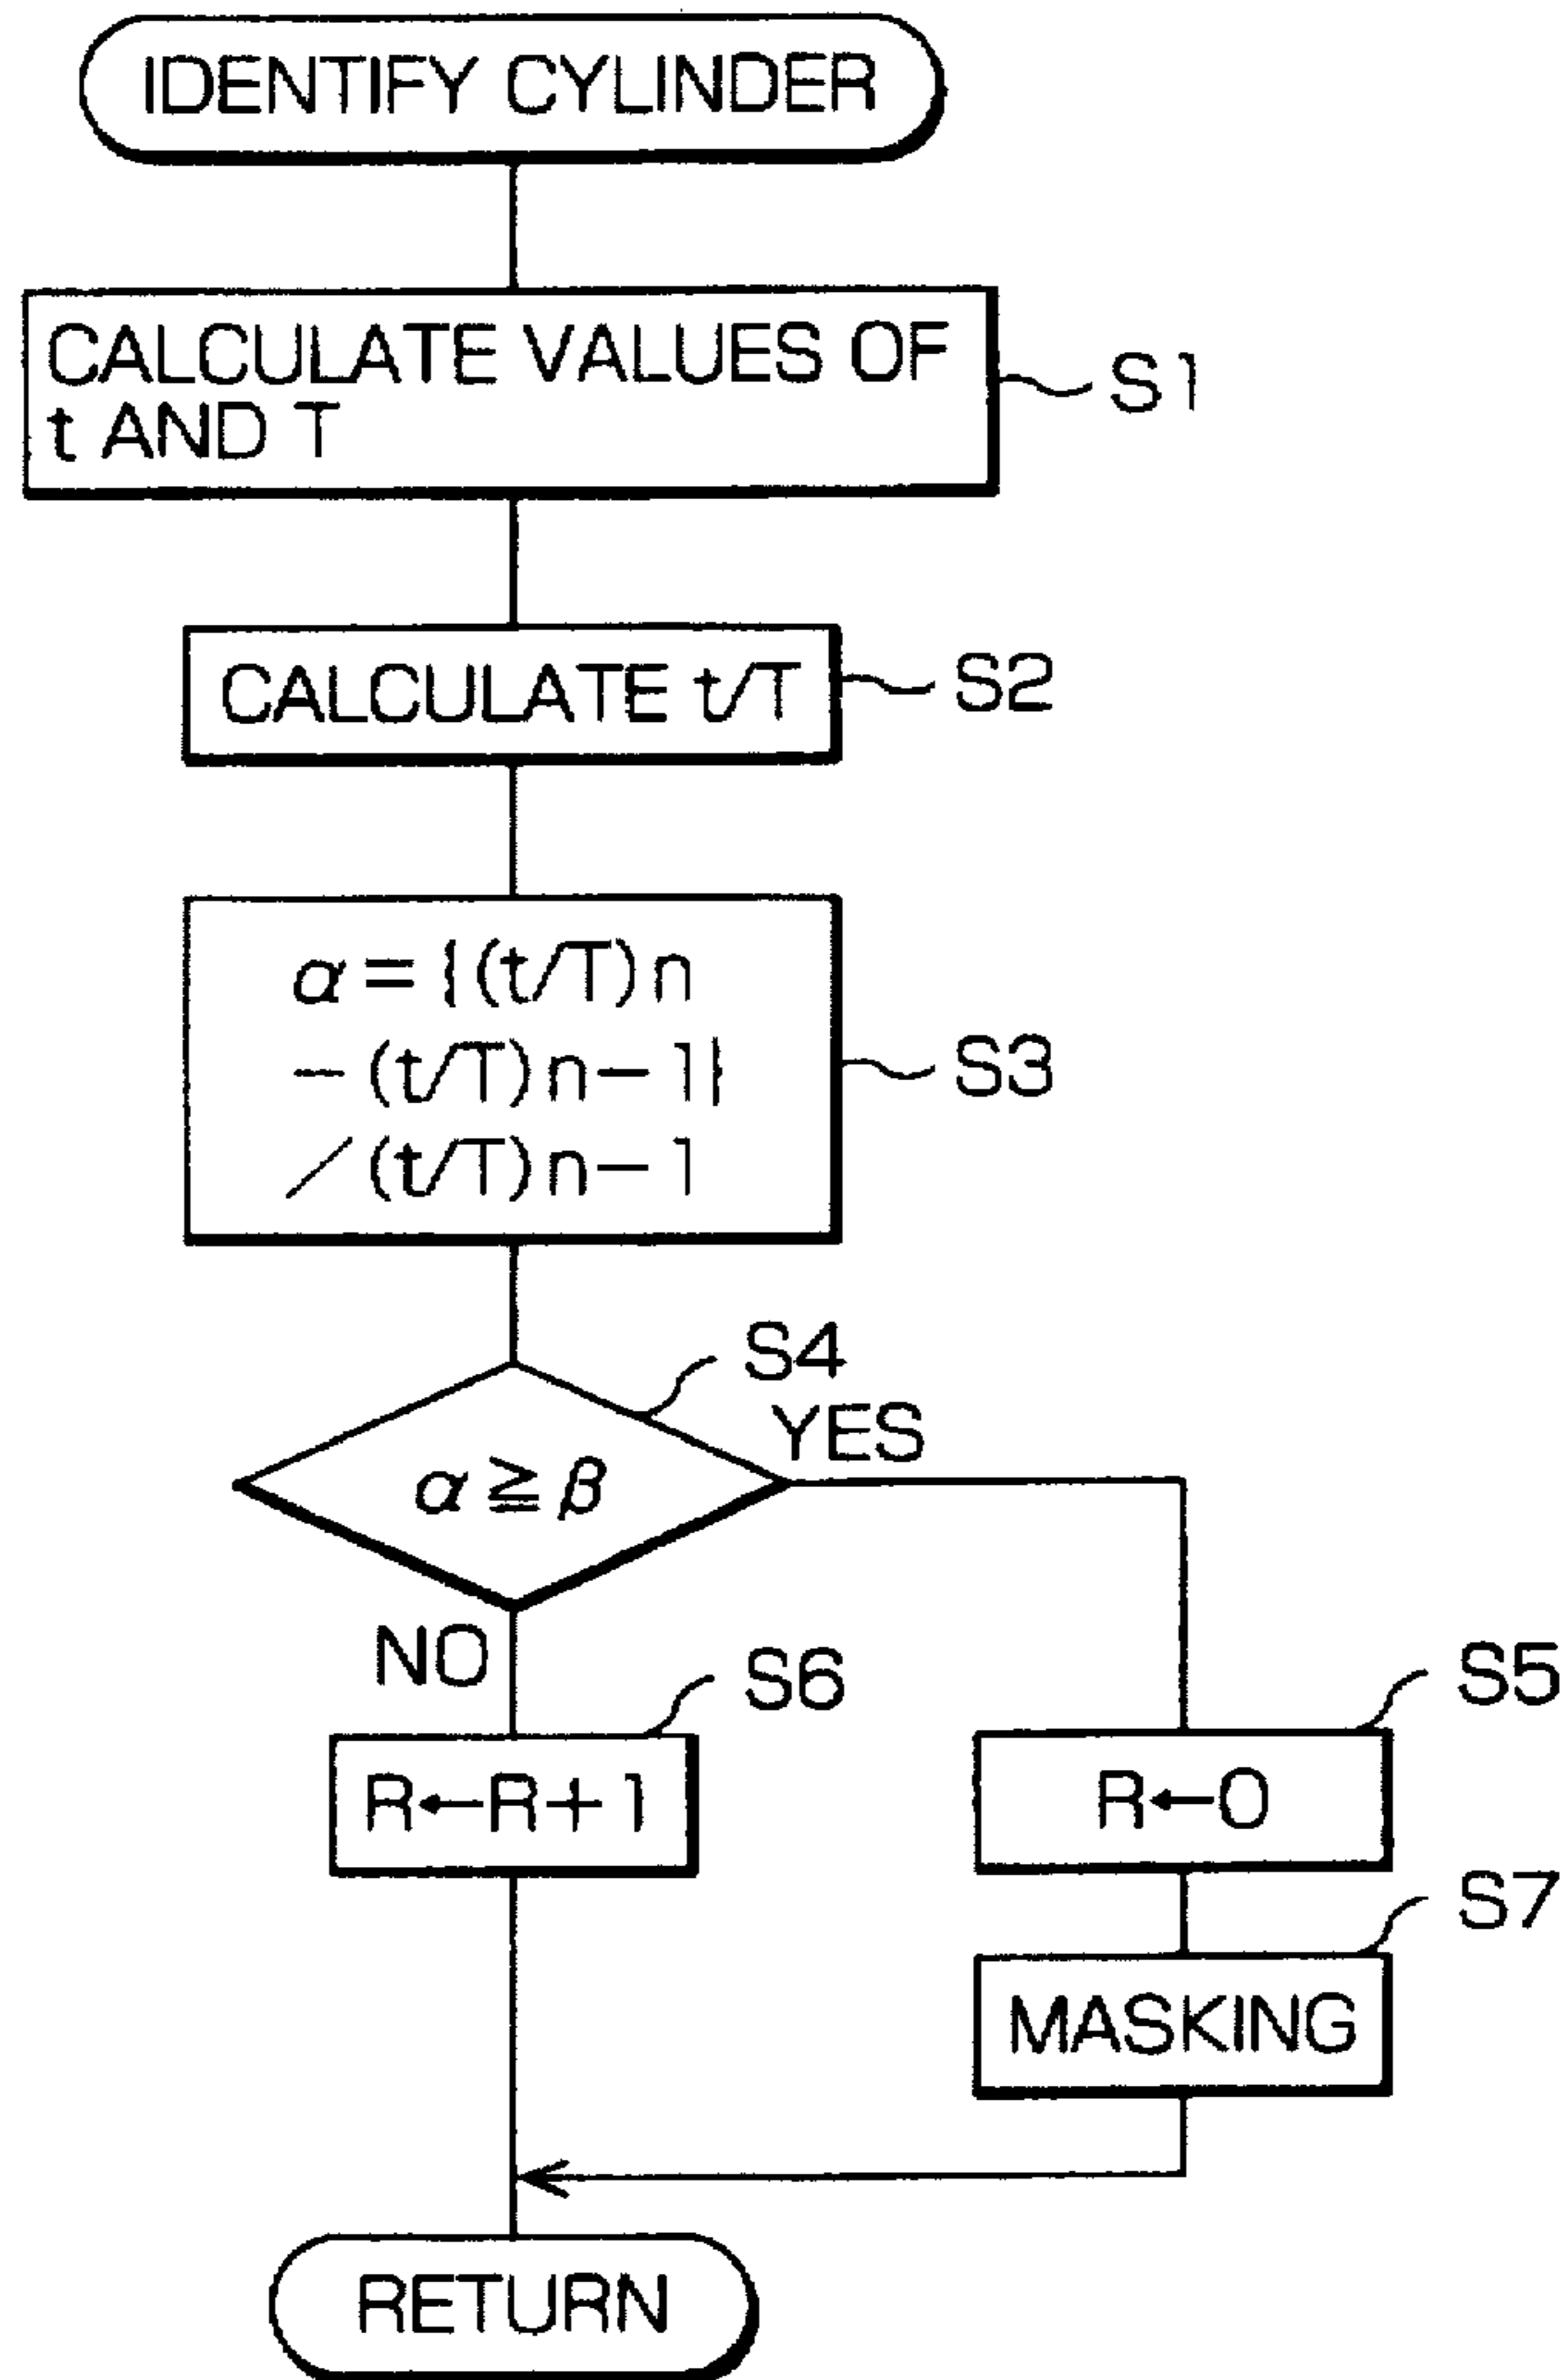 IDENTIFY CYLINDER
CALCULATE VALUES OF
t AND T
S1
CALCULATE t/T
S2
α={(t/T)n
-(t/T)n-1}
/(t/T)n-1
S3
S4
α≧β
YES
NO
S6
R←R+1
S5
R←0
S7
MASKING
RETURN